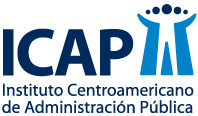 ICAP
Instituto Centroamericano
de Administración Pública